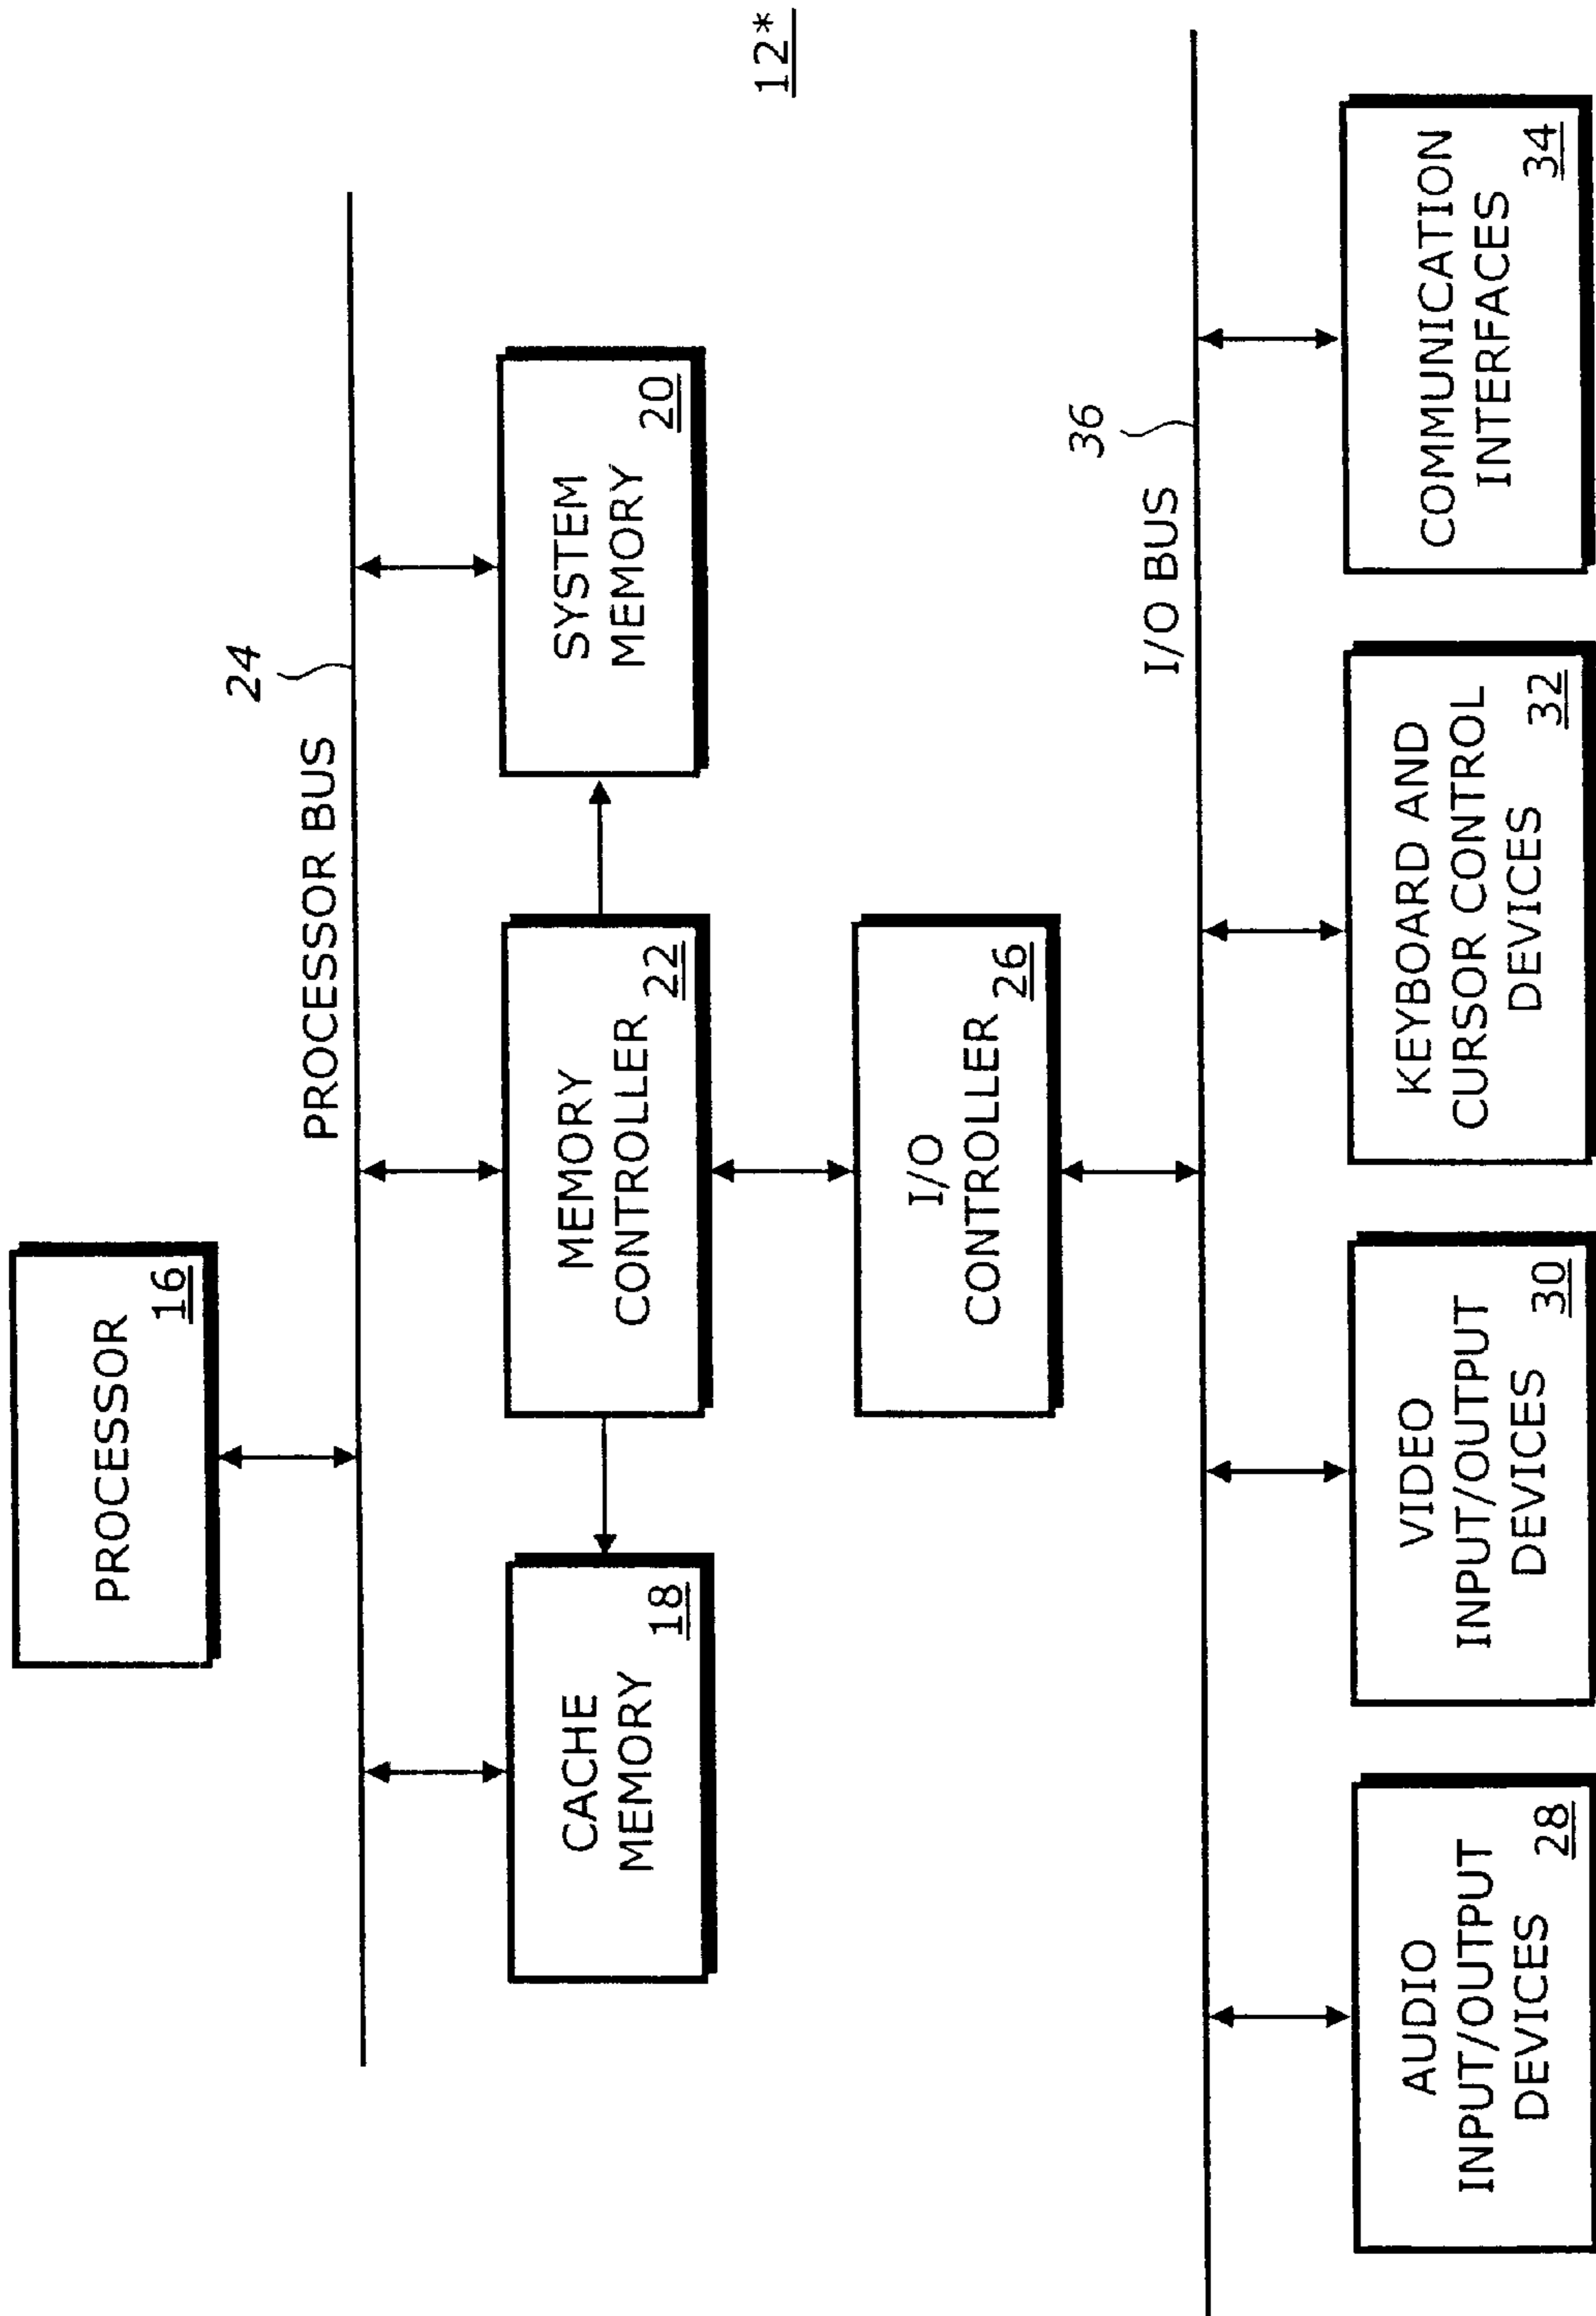 PROCESSOR
16
PROCESSOR BUS
24
CACHE
MEMORY
18
MEMORY
CONTROLLER
22
SYSTEM
MEMORY
20
12*
I/O
CONTROLLER
26
I/O BUS
36
AUDIO
INPUT/OUTPUT
DEVICES
28
VIDEO
INPUT/OUTPUT
DEVICES
30
KEYBOARD AND
CURSOR CONTROL
DEVICES
32
COMMUNICATION
INTERFACES
34